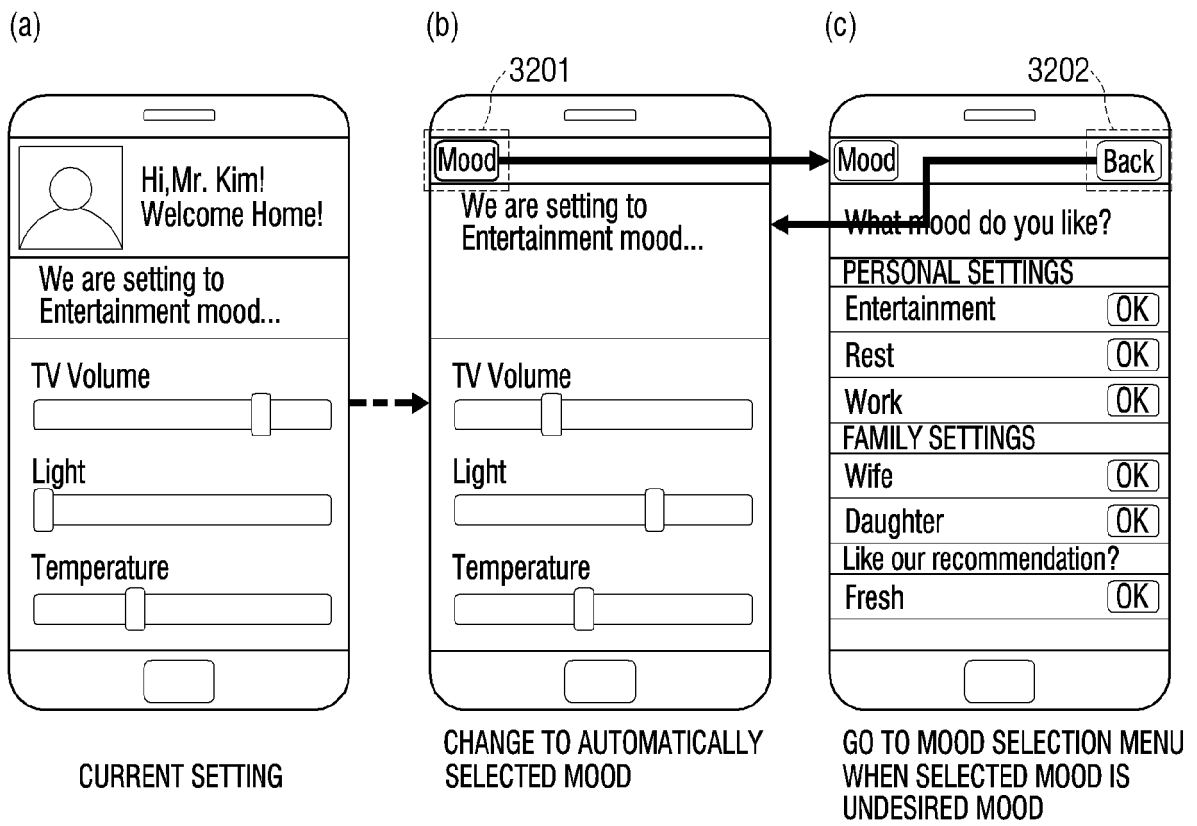 (a)
Hi,Mr. Kim!
Welcome Home!
We are setting to
Entertainment mood...
TV Volume
Light
Temperature
CURRENT SETTING
(b)
3201
Mood
We are setting to
Entertainment mood...
TV Volume
Light
Temperature
CHANGE TO AUTOMATICALLY
SELECTED MOOD
(c)
3202
Mood Back
What mood do you like?
PERSONAL SETTINGS
Entertainment OK
Rest OK
Work OK
FAMILY SETTINGS
Wife OK
Daughter OK
Like our recommendation?
Fresh OK
GO TO MOOD SELECTION MENU
WHEN SELECTED MOOD IS
UNDESIRED MOOD